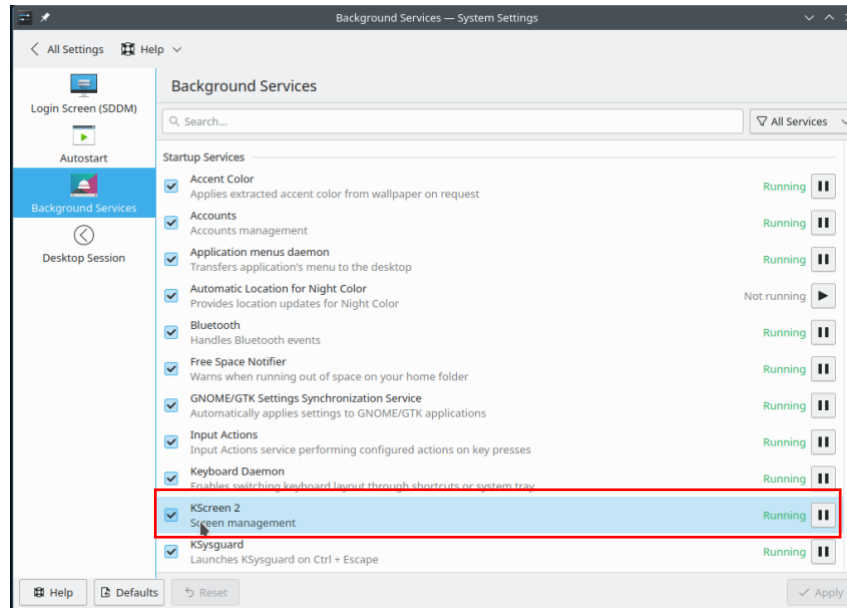 Background Services — System Settings
All Settings Help
Background Services
Search...
All Services
Login Screen (SDDM)
Autostart
Background Services
Desktop Session
Startup Services
Accent Color
Applies extracted accent color from wallpaper on request
Running
Accounts
Accounts management
Running
Application menus daemon
Transfers application's menu to the desktop
Running
Automatic Location for Night Color
Provides location updates for Night Color
Not running
Bluetooth
Handles Bluetooth events
Running
Free Space Notifier
Warns when running out of space on your home folder
Running
GNOME/GTK Settings Synchronization Service
Automatically applies settings to GNOME/GTK applications
Running
Input Actions
Input Actions service performing configured actions on key presses
Running
Keyboard Daemon
Enables switching keyboard layout through shortcuts or system tray
Running
KScreen 2
Screen management
Running
KSysguard
Launches KSysguard on Ctrl + Escape
Running
Help Defaults Reset Apply